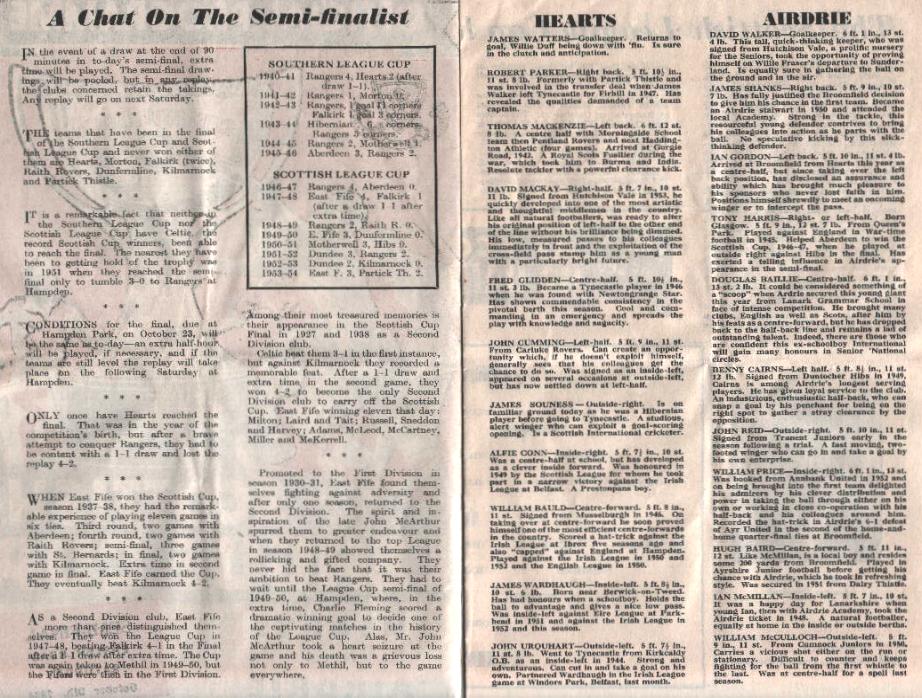 A Chat On The Semi-finalist
IN the event of a draw at the end of 90
minutes in to-day's semi-final, extra
time will be played. The semi-final draw-
ings will be pooled, but in any replay
the clubs concerned retain the takings.
Any replay will go on next Saturday.
* * *
THE teams that have been in the final
of the Southern League Cup and Scot-
tish League Cup and never won either of
them are Hearts, Morton, Falkirk (twice),
Raith Rovers, Dunfermline, Kilmarnock
and Partick Thistle.
* * *
IT is a remarkable fact that neither in
the Southern League Cup nor the
Scottish League Cup have Celtic, the
record Scottish Cup winners, been able
to reach the final. The nearest they have
been to getting hold of the trophy was
in 1951 when they reached the semi-
final only to tumble 3-0 to Rangers at
Hampden.
* * *
CONDITIONS for the final, due at
Hampden Park, on October 23, will
be the same as to-day—an extra half-hour
will be played, if necessary, and if the
teams are still level the replay will take
place on the following Saturday at
Hampden.
* * *
ONLY once have Hearts reached the
final. That was in the year of the
competition's birth, but after a brave
attempt to conquer Rangers, they had to
be content with a 1-1 draw and lost the
replay 4-2.
* * *
WHEN East Fife won the Scottish Cup,
season 1937-38, they had the remark-
able experience of playing eleven games in
six ties. Third round, two games with
Aberdeen; fourth round, two games with
Raith Rovers; semi-final, three games
with St. Bernards; in final, two games
with Kilmarnock. Extra time in second
game in final. East Fife carned the Cup.
They eventually beat Kilmarnock 4-2.
* * *
AS a Second Division club, East Fife
more than once distinguished them-
selves. They won the League Cup in
1947-48, beating Falkirk 4-1 in the Final
after a 1-1 draw after extra time. The Cup
was again taken to Methil in 1949-50, but
the Fifers were then in the First Division.
SOUTHERN LEAGUE CUP
1940-41 Rangers 4, Hearts 2 (after
draw 1-1).
1941-42 Rangers 1, Morton 0.
1942-43 Rangers, 1 goal 11 corners
Falkirk 1 goal 3 corners.
1943-44 Hibernian 6 corners
Rangers 5 corners.
1944-45 Rangers 2, Motherwell 1.
1945-46 Aberdeen 3, Rangers 2.
SCOTTISH LEAGUE CUP
1946-47 Rangers 4, Aberdeen 0.
1947-48 East Fife 4, Falkirk 1
(after a draw 1-1 after
extra time).
1948-49 Rangers 2, Raith R. 0.
1949-50 E. Fife 3, Dunfermline 0.
1950-51 Motherwell 3, Hibs 0.
1951-52 Dundee 3, Rangers 2.
1952-53 Dundee 2, Kilmarnock 0.
1953-54 East F. 3, Partick Th. 2.
Among their most treasured memories is
their appearance in the Scottish Cup
Final in 1927 and 1938 as a Second
Division club.
Celtic beat them 3-1 in the first instance,
but against Kilmarnock they recorded a
memorable feat. After a 1-1 draw and
extra time in the second game, they
won 4-2, to become the only Second
Division club to carry off the Scottish
Cup. East Fife winning eleven that day:
Milton; Laird and Tait; Russell, Sneddon
and Harvey; Adams, McLeod, McCartney,
Miller and McKerrell.
* * *
Promoted to the First Division in
season 1930-31, East Fife found them-
selves fighting against adversity and
after only one season, returned to the
Second Division. The spirit and in-
spiration of the late John McArthur
spurred them to greater endeavour and
when they returned to the top League
in season 1948-49 showed themselves a
rollicking and gifted company. They
never hid the fact that it was their
ambition to beat Rangers. They had to
wait until the League Cup semi-final of
1949-50, at Hampden, where, in the
extra time, Charlie Fleming scored a
dramatic winning goal to decide one of
the captivating matches in the history
of the League Cup. Alas, Mr. John
McArthur took a heart seizure at the
game and his death was a grievous loss
not only to Methil, but to the game
everywhere.
HEARTS
JAMES WATTERS—Goalkeeper. Returns to
goal, Willie Duff being down with 'flu. Is sure
in the clutch and anticipation.
ROBERT PARKER—Right back. 5 ft. 10½ in.,
11 st. 8 lb. Formerly with Partick Thistle and
was involved in the transfer deal when James
Walker left Tynecastle for Firhill in 1947. Has
revealed the qualities demanded of a team
captain.
THOMAS MACKENZIE—Left back. 6 ft. 12 st.
8 lb. A centre half with Morningside School
team then Pentland Rovers and next Hadding-
ton Athletic (four games). Arrived at Gorgie
Road, 1942. A Royal Scots Fusilier during the
war, which took him to Burma and India.
Resolute tackler with a powerful clearance kick.
DAVID MACKAY—Right-half. 5 ft. 7 in., 10 st.
11 lb. Signed from Hutchison Vale in 1953, he
quickly developed into one of the most artistic
and thoughtful middlemen in the country.
Like all natural footballers, was ready to alter
his original position of left-half to the other end
of the line without his brilliance being dimmed.
His low, measured passes to his colleagues
immediately in front and the exploitation of the
cross-field pass stamp him as a young man
with a particularly bright future.
FRED GLIDDEN—Centre-half. 5 ft. 10½ in.,
11 st. 3 lb. Became a Tynecastle player in 1946
when he was found with Newtongrange Star.
Has shown commendable consistency in the
pivotal berth this season. Cool and com-
manding in an emergency and spreads the
play with knowledge and sagacity.
JOHN CUMMING—Left-half. 5 ft. 9 in., 11 st.
From Carluke Rovers. Can create an oppor-
tunity which, if he doesn't exploit himself,
generally sees that his colleagues get the
chance to do so. Was signed as an inside-left,
appeared on several occasions at outside-left,
but has now settled down at left-half.
JAMES SOUNESS—Outside-right. Is on
familiar ground today as he was a Hibernian
player before going to Tynecastle. A studious,
alert winger who can exploit a goal-scoring
opening. Is a Scottish International cricketer.
ALFIE CONN—Inside-right. 5 ft. 7½ in., 10 st.
Was a centre-half at school, but has developed
as a clever inside forward. Was honoured in
1949 by the Scottish League for whom he took
part in a narrow victory against the Irish
League at Belfast. A Prestonpans boy.
WILLIAM BAULD—Centre-forward. 5 ft. 8 in.,
11 st. Signed from Musselburgh in 1946. On
taking over at centre-forward he soon proved
himself one of the most efficient centre-forwards
in the country. Scored a hat-trick against the
Irish League at Ibrox five seasons ago and
also "capped" against England at Hampden.
Played against the Irish League in 1950 and
1952 and the English League in 1950.
JAMES WARDHAUGH—Inside-left. 5 ft. 8½ in.,
10 st. 6 lb. Born near Berwick-on-Tweed.
Has had honours when a schoolboy. Holds the
ball to advantage and gives a nice low pass.
Was inside-left against Eire League at Park-
head in 1951 and against the Irish League in
1952 and this season.
JOHN URQUHART—Outside-left. 5 ft. 7½ in.,
11 st. 8 lb. Went to Tynecastle from Kirkcaldy
O.B. as an inside-left in 1944. Strong and
adventurous. Can cut in and take a goal on his
own. Partnered Wardhaugh in the Irish League
game at Windsor Park, Belfast, last month.
AIRDRIE
DAVID WALKER—Goalkeeper. 6 ft. 1 in., 13 st.
4 lb. This tall, quick-thinking keeper, who was
signed from Hutchison Vale, a prolific nursery
for the Seniors, took the opportunity of proving
himself on Willie Fraser's departure to Sunder-
land. Is equally sure in gathering the ball on
the ground and in the air.
JAMES SHANKS—Right back. 5 ft. 9 in., 10 st.
7 lb. Has fully justified the Broomfield decision
to give him his chance in the first team. Became
an Airdrie stalwart in 1950 and attended the
local Academy. Strong in the tackle, this
resourceful young defender contrives to bring
his colleagues into action as he parts with the
ball. No speculative kicking by this slick-
thinking defender.
IAN GORDON—Left back. 5 ft. 10 in., 11 st. 4 lb.
Arrived at Broomfield from Hearts this year as
a centre-half, but since taking over the left
back position, has disclosed an assurance and
ability which has brought much pleasure to
his sponsors who never lost faith in him.
Positions himself shrewdly to meet an oncoming
winger or to intercept the pass.
TONY HARRIS—Right- or left-half. Born
Glasgow. 5 ft. 9 in., 12 st. 7 lb. From Queen's
Park. Played against England in War-time
football in 1945. Helped Aberdeen to win the
Scottish Cup, 1946-47, when he played at
outside right against Hibs in the final. Has
exerted a telling influence in Airdrie's ap-
pearance in the semi-final.
DOUGLAS BAILLIE—Centre-half. 6 ft. 1 in.,
13 st. 2 lb. It could be considered something of
a "scoop" when Airdrie secured this young giant
this year from Lanark Grammar School in
face of intense competition. He brought many
clubs, English as well as Scots, after him by
his feats as a centre-forward, but he has dropped
back to the half-back line and remains a lad of
outstanding talent. Indeed, there are those who
are confident this ex-schoolboy International
will gain many honours in Senior National
circles.
BENNY CAIRNS—Left half. 5 ft. 8½ in., 11 st.
12 lb. Signed from Duntocher Hibs in 1949,
Cairns is among Airdrie's longest serving
players. He has given loyal service to the club.
An industrious, enthusiastic half-back, who can
snap a goal by his penchant for being on the
right spot to gather a stray clearance by the
opposition.
JOHN REID—Outside-right. 5 ft. 10 in., 11 st.
Signed from Tranent Juniors early in the
season following a trial. A fast moving, two-
footed winger who can go in and take a goal by
his own enterprise.
WILLIAM PRICE—Inside-right. 6 ft. 1 in., 13 st.
Was booked from Annbank United in 1952 and
on being brought into the first team delighted
his admirers by his clever distribution and
power in taking the ball through either on his
own or working in close co-operation with his
half-back and his colleagues around him.
Recorded the hat-trick in Airdrie's 4-1 defeat
of Ayr United in the second of the home-and-
home quarter-final ties at Broomfield.
HUGH BAIRD—Centre-forward. 5 ft. 11 in.,
12 st. Like McMillan, is a local boy and resides
some 200 yards from Broomfield. Played in
Ayrshire Junior football before getting his
chance with Airdrie, which he took in refreshing
style. Was secured in 1951 from Dalry Thistle.
IAN McMILLAN—Inside-left. 5 ft. 7 in., 10 st.
It was a happy day for Lanarkshire when
young Ian, then with Airdrie Academy, took the
Airdrie ticket in 1948. A natural footballer,
equally at home in the inside or outside berths.
WILLIAM McCULLOCH—Outside-left. 5 ft.
9 in., 11 st. From Cumnock Juniors in 1950.
Carries a vicious shot either on the run or
stationary. Difficult to counter and keeps
fighting for the ball from the first whistle to
the last. Was at centre-half for a spell last
season.